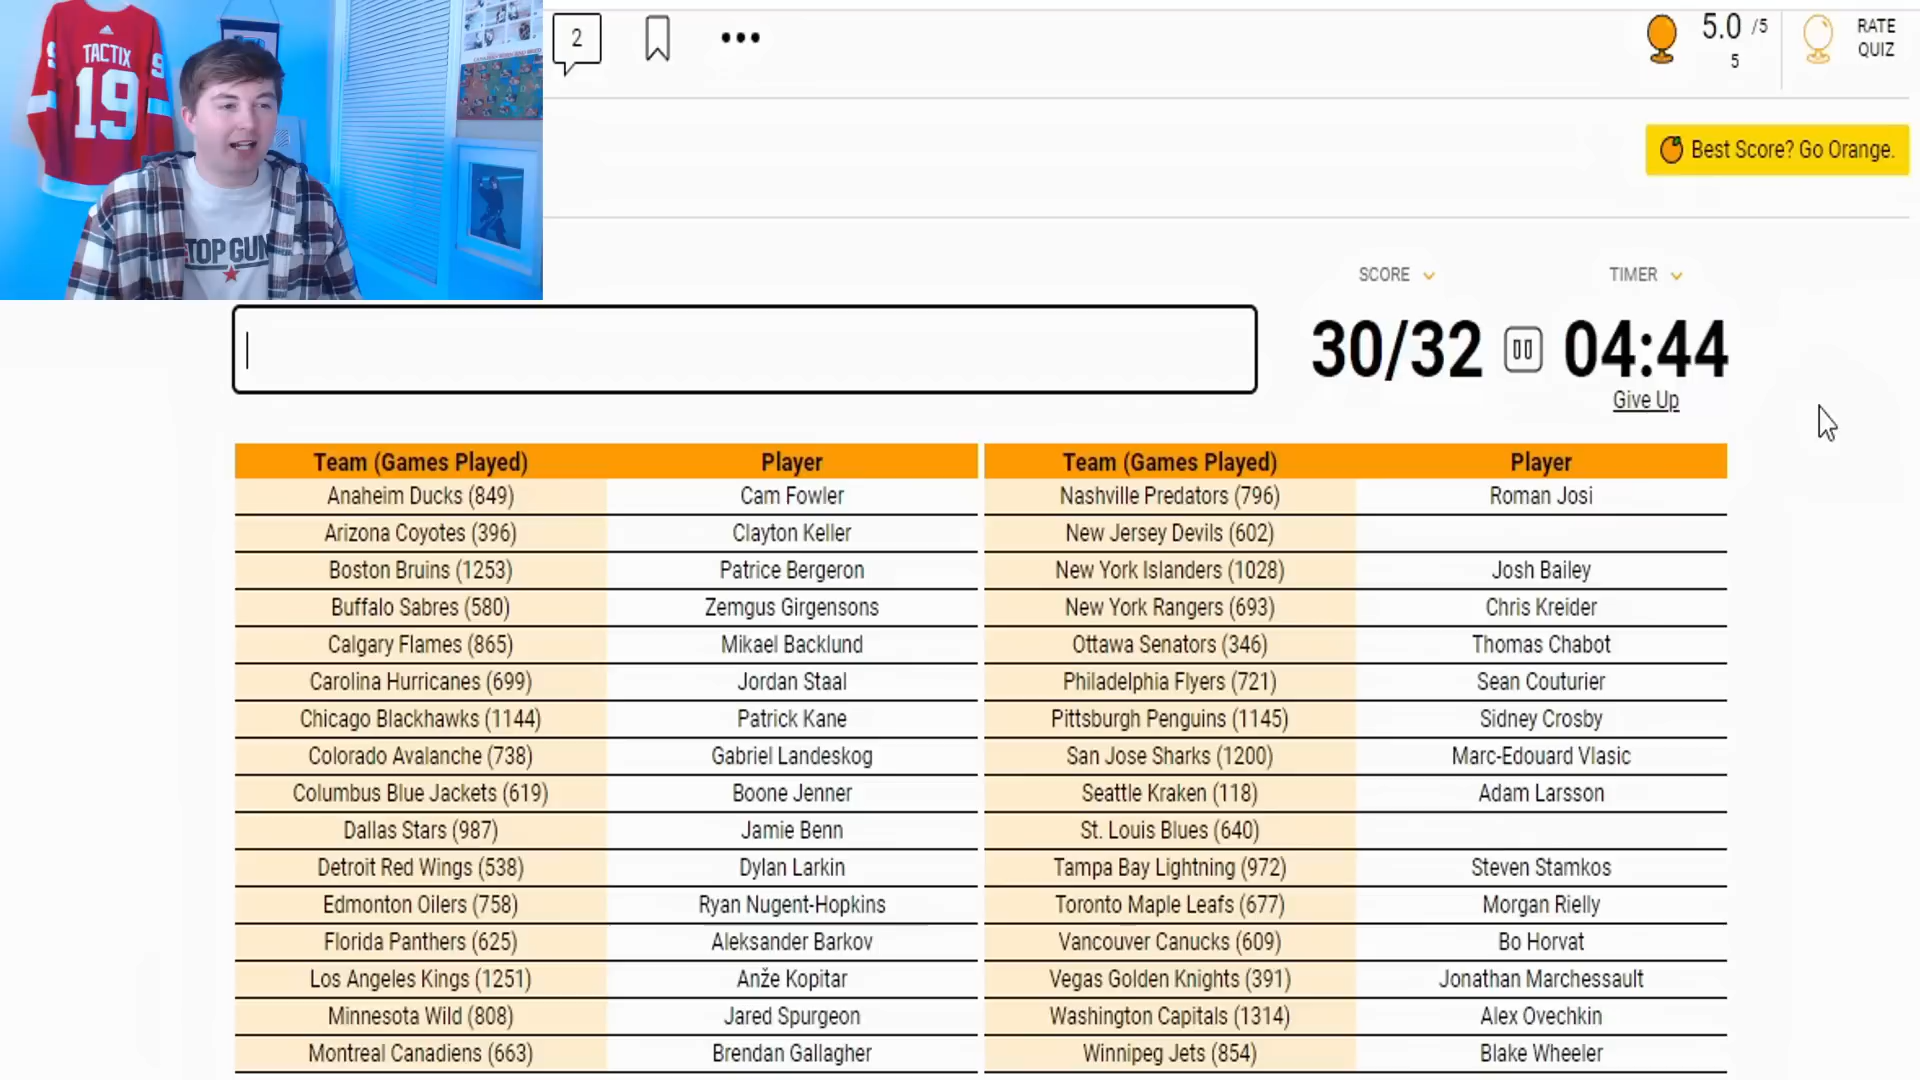 TACTIX
19
9
TOP GUN
2
5.0 /5
5
RATE
QUIZ
Best Score? Go Orange.
SCORE
TIMER
30/32
04:44
Give Up
Team (Games Played) Player Team (Games Played) Player
Anaheim Ducks (849) Cam Fowler Nashville Predators (796) Roman Josi
Arizona Coyotes (396) Clayton Keller New Jersey Devils (602)
Boston Bruins (1253) Patrice Bergeron New York Islanders (1028) Josh Bailey
Buffalo Sabres (580) Zemgus Girgensons New York Rangers (693) Chris Kreider
Calgary Flames (865) Mikael Backlund Ottawa Senators (346) Thomas Chabot
Carolina Hurricanes (699) Jordan Staal Philadelphia Flyers (721) Sean Couturier
Chicago Blackhawks (1144) Patrick Kane Pittsburgh Penguins (1145) Sidney Crosby
Colorado Avalanche (738) Gabriel Landeskog San Jose Sharks (1200) Marc-Edouard Vlasic
Columbus Blue Jackets (619) Boone Jenner Seattle Kraken (118) Adam Larsson
Dallas Stars (987) Jamie Benn St. Louis Blues (640)
Detroit Red Wings (538) Dylan Larkin Tampa Bay Lightning (972) Steven Stamkos
Edmonton Oilers (758) Ryan Nugent-Hopkins Toronto Maple Leafs (677) Morgan Rielly
Florida Panthers (625) Aleksander Barkov Vancouver Canucks (609) Bo Horvat
Los Angeles Kings (1251) Anže Kopitar Vegas Golden Knights (391) Jonathan Marchessault
Minnesota Wild (808) Jared Spurgeon Washington Capitals (1314) Alex Ovechkin
Montreal Canadiens (663) Brendan Gallagher Winnipeg Jets (854) Blake Wheeler